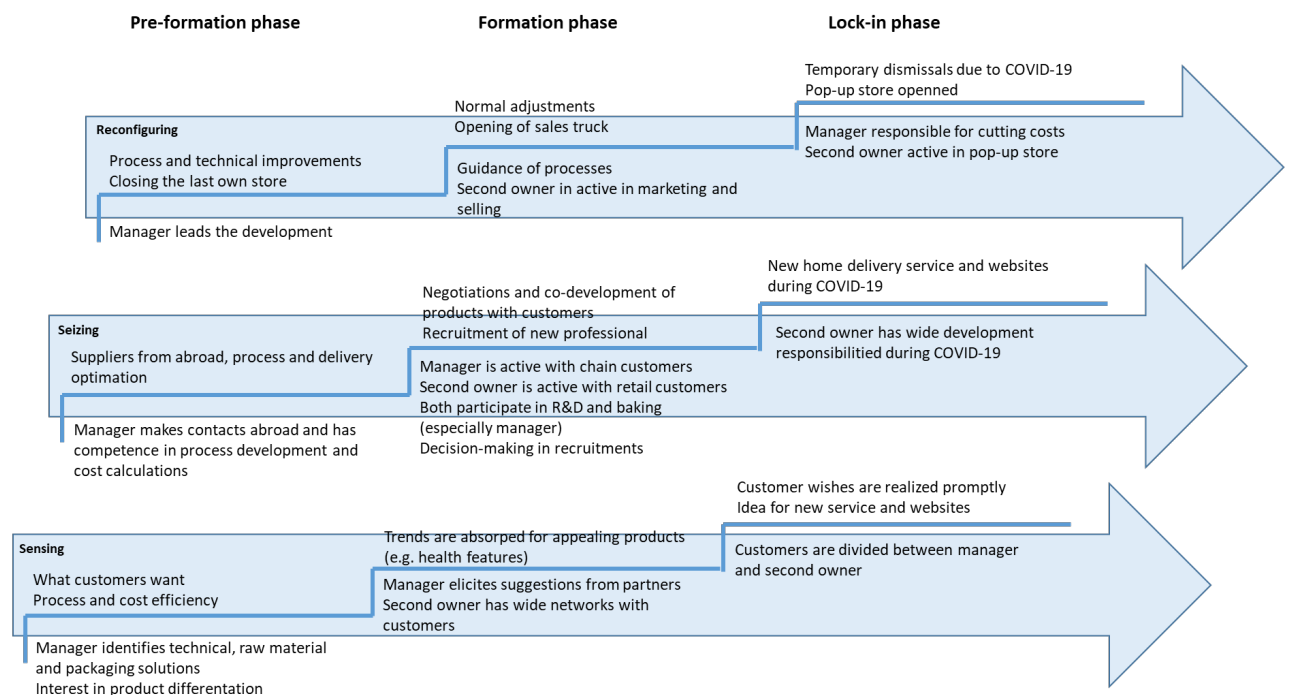 Pre-formation phase
Formation phase
Lock-in phase
Reconfiguring
Process and technical improvements
Closing the last own store
Manager leads the development
Normal adjustments
Opening of sales truck
Guidance of processes
Second owner in active in marketing and
selling
Temporary dismissals due to COVID-19
Pop-up store openned
Manager responsible for cutting costs
Second owner active in pop-up store
Seizing
Suppliers from abroad, process and delivery
optimation
Manager makes contacts abroad and has
competence in process development and
cost calculations
Negotiations and co-development of
products with customers
Recruitment of new professional
Manager is active with chain customers
Second owner is active with retail customers
Both participate in R&D and baking
(especially manager)
Decision-making in recruitments
New home delivery service and websites
during COVID-19
Second owner has wide development
responsibilitied during COVID-19
Sensing
What customers want
Process and cost efficiency
Manager identifies technical, raw material
and packaging solutions
Interest in product differentation
Trends are absorped for appealing products
(e.g. health features)
Manager elicites suggestions from partners
Second owner has wide networks with
customers
Customer wishes are realized promptly
Idea for new service and websites
Customers are divided between manager
and second owner